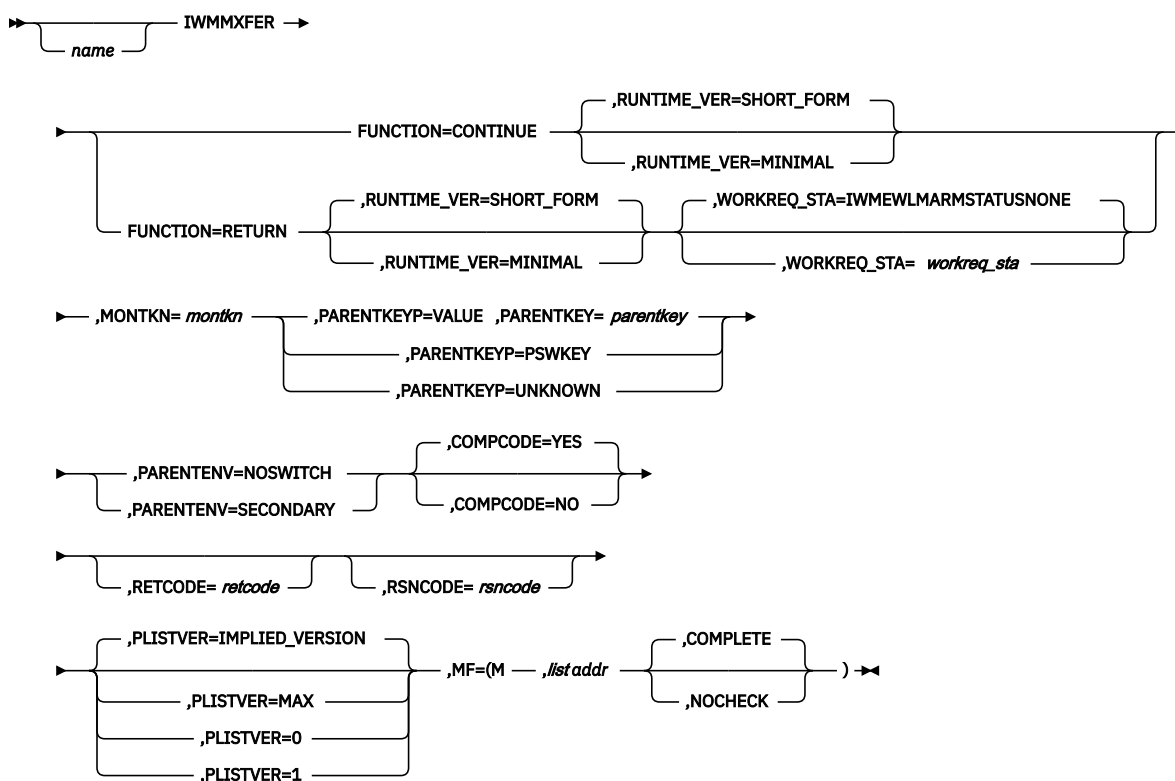 IWMMXFER
name
,RUNTIME_VER=SHORT_FORM
FUNCTION=CONTINUE
,RUNTIME_VER=MINIMAL
,RUNTIME_VER=SHORT_FORM ,WORKREQ_STA=IWMEWLMARMSTATUSNONE
FUNCTION=RETURN
,RUNTIME_VER=MINIMAL ,WORKREQ_STA= workreq_sta
,MONTKN= montkn ,PARENTKEYP=VALUE ,PARENTKEY= parentkey
,PARENTKEYP=PSWKEY
,PARENTKEYP=UNKNOWN
,COMPCODE=YES
,PARENTENV=NOSWITCH
,COMPCODE=NO
,PARENTENV=SECONDARY
,RETCODE= retcode ,RSNCODE= rsncode
,PLISTVER=IMPLIED_VERSION ,COMPLETE
,MF=(M ,list addr )
,PLISTVER=MAX ,NOCHECK
,PLISTVER=0
,PLISTVER=1